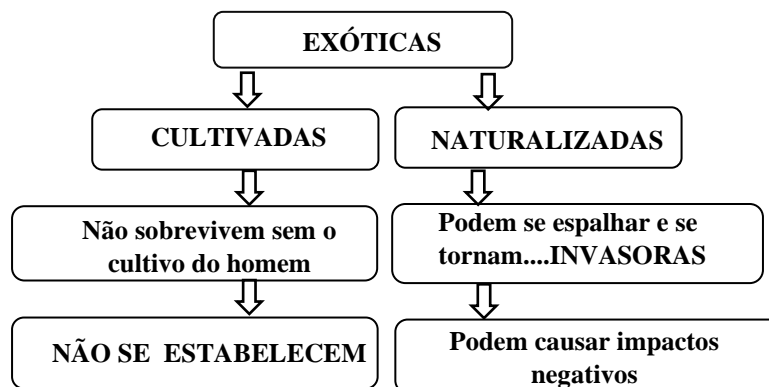 EXÓTICAS
CULTIVADAS
NATURALIZADAS
Não sobrevivem sem o
cultivo do homem
Podem se espalhar e se
tornam....INVASORAS
NÃO SE ESTABELECEM
Podem causar impactos
negativos